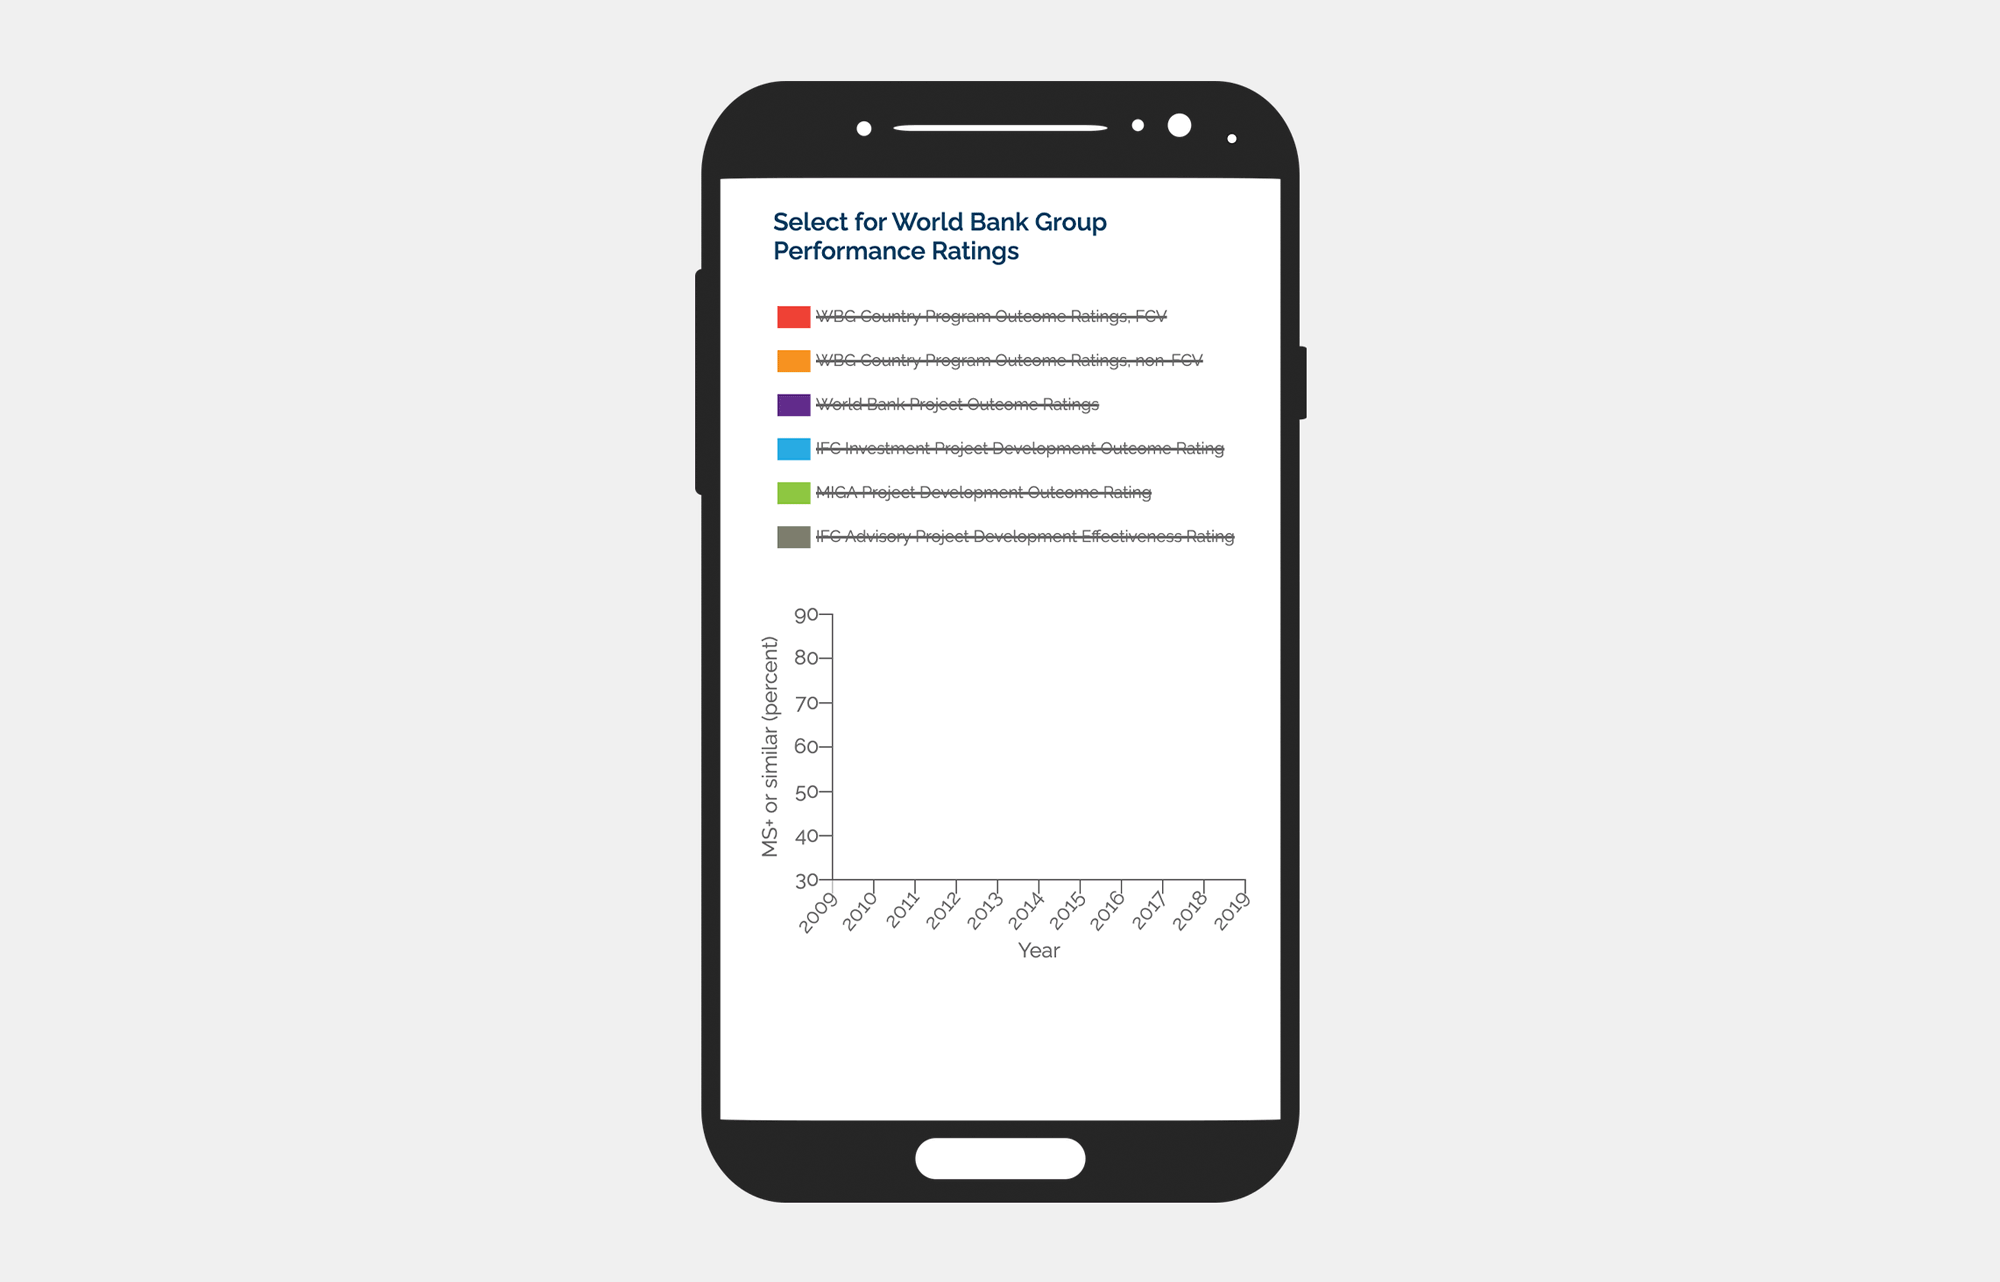 Select for World Bank Group
Performance Ratings
WBG Country Program Outcome Ratings, FCV
WBG Country Program Outcome Ratings, non-FCV
World Bank Project Outcome Ratings
IFC Investment Project Development Outcome Rating
MIGA Project Development Outcome Rating
IFC Advisory Project Development Effectiveness Rating
MS+ or similar (percent)
90
80
70
60
50
40
30
2009 2010 2011 2012 2013 2014 2015 2016 2017 2018 2019
Year